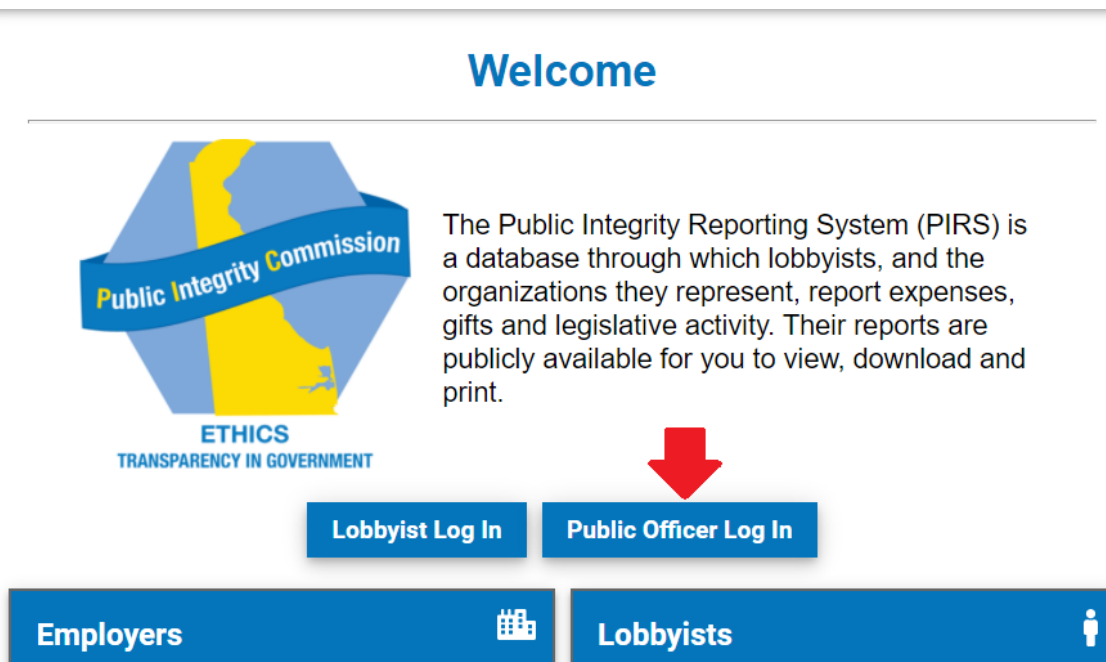 Welcome
Public Integrity Commission
ETHICS
TRANSPARENCY IN GOVERNMENT
The Public Integrity Reporting System (PIRS) is
a database through which lobbyists, and the
organizations they represent, report expenses,
gifts and legislative activity. Their reports are
publicly available for you to view, download and
print.
Lobbyist Log In
Public Officer Log In
Employers
Lobbyists